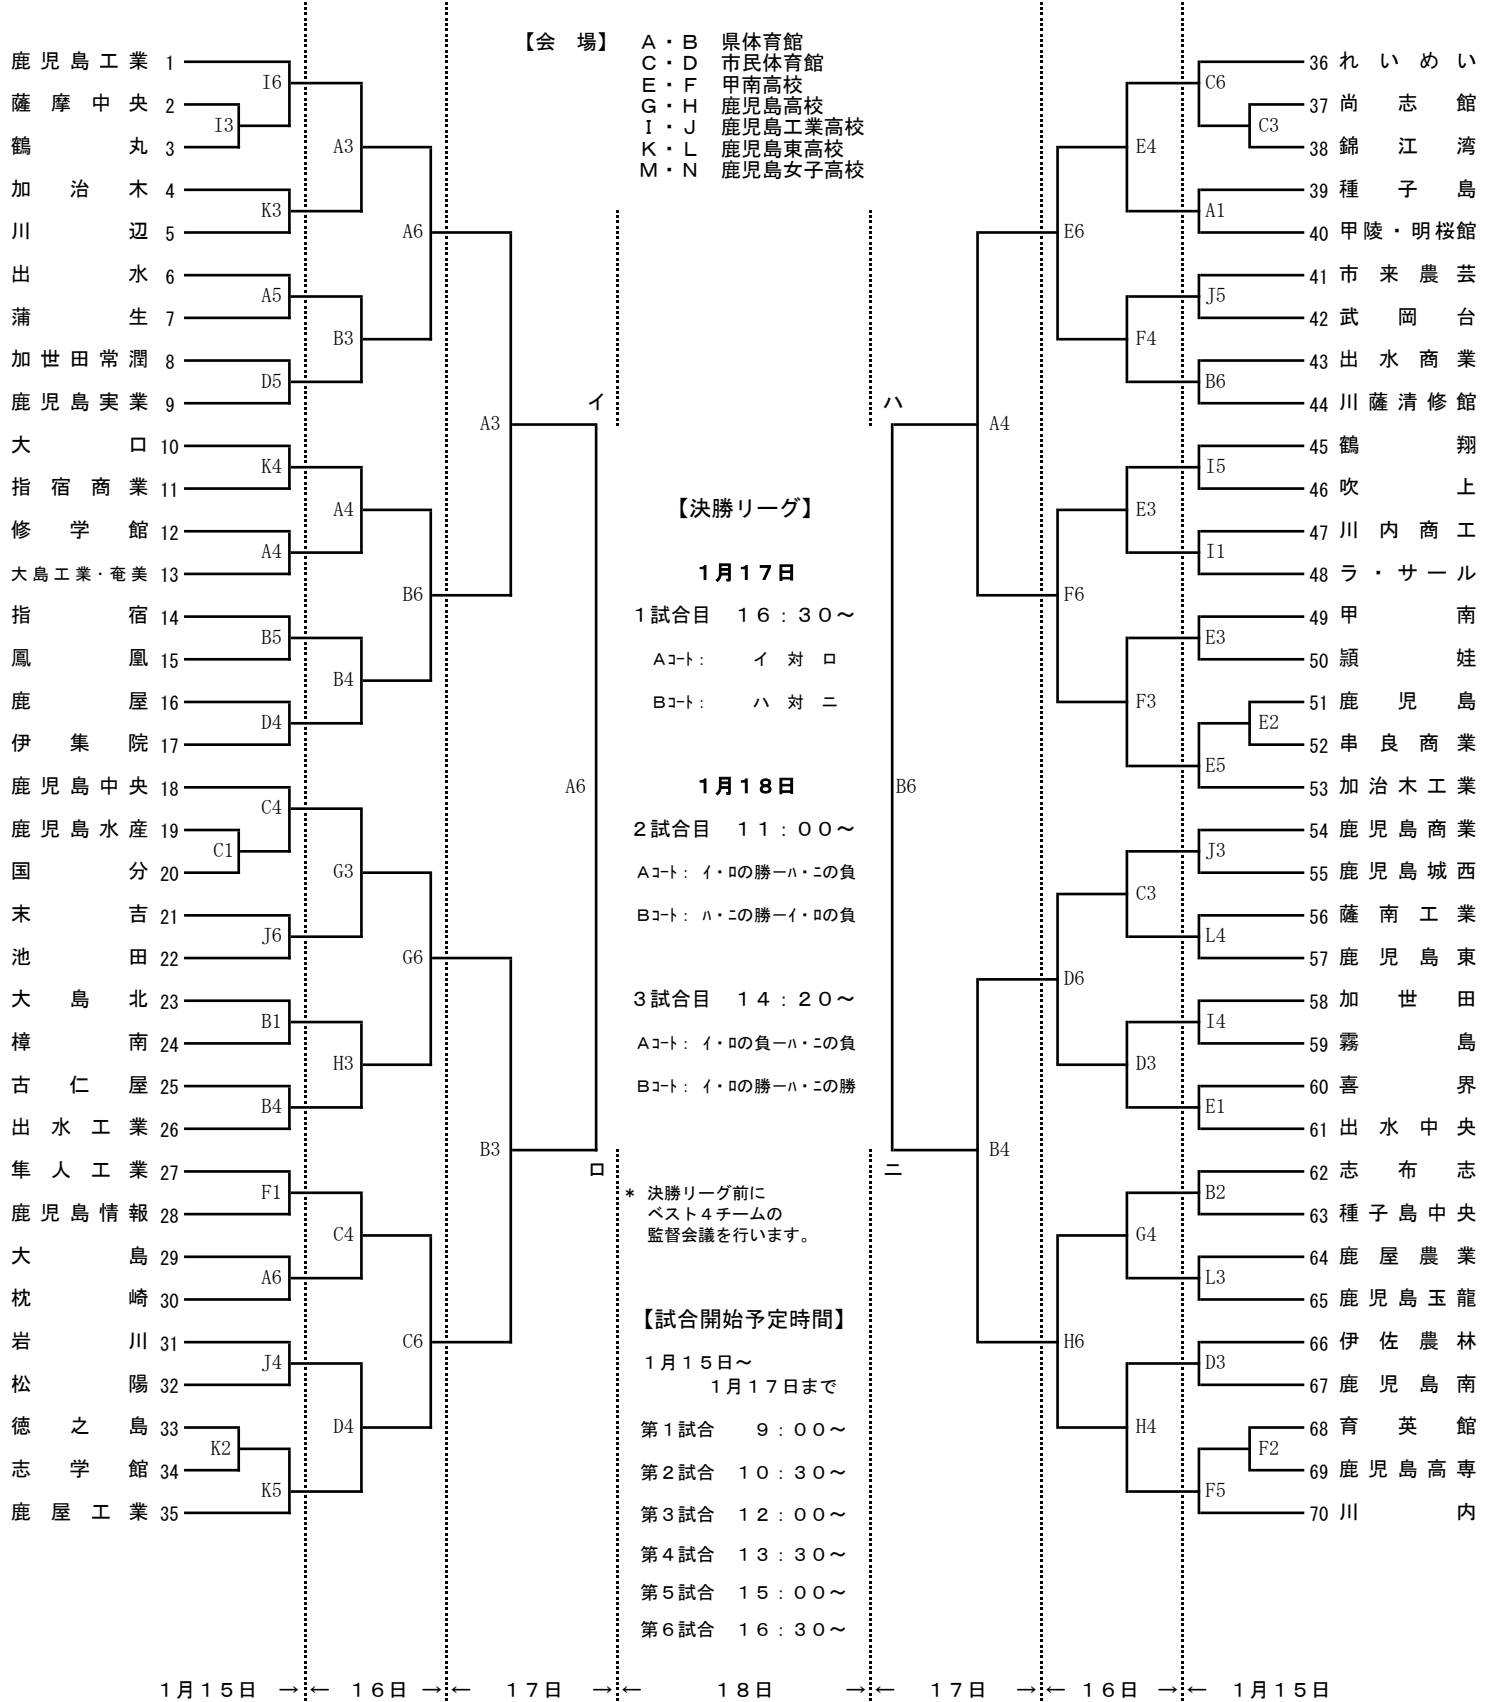 【会　場】　A・B　県体育館
C・D　市民体育館
E・F　甲南高校
G・H　鹿児島高校
I・J　鹿児島工業高校
K・L　鹿児島東高校
M・N　鹿児島女子高校
鹿児島工業 1
薩摩中央 2
鶴丸 3
加治木 4
川辺 5
出水 6
蒲生 7
加世田常潤 8
鹿児島実業 9
大口 10
指宿商業 11
修学館 12
大島工業・奄美 13
指宿 14
鳳凰 15
鹿屋 16
伊集院 17
鹿児島中央 18
鹿児島水産 19
国分 20
末吉 21
池田 22
大島北 23
樟南 24
古仁屋 25
出水工業 26
隼人工業 27
鹿児島情報 28
大島 29
枕崎 30
岩川 31
松陽 32
徳之島 33
志学館 34
鹿屋工業 35
I6
I3
K3
A5
D5
K4
A4
B5
D4
C4
C1
J6
B1
B4
F1
A6
J4
K2
K5
A3
B3
A4
B4
G3
H3
C4
D4
A6
B6
G6
C6
A3
B3
A6
イ
ロ
【決勝リーグ】
1月17日
1試合目　16：30～
Aｺｰﾄ：　イ　対　ロ
Bｺｰﾄ：　ハ　対　ニ
1月18日
2試合目　11：00～
Aｺｰﾄ： ｲ・ﾛの勝―ﾊ・ﾆの負
Bｺｰﾄ： ﾊ・ﾆの勝―ｲ・ﾛの負
3試合目　14：20～
Aｺｰﾄ： ｲ・ﾛの負―ﾊ・ﾆの負
Bｺｰﾄ： ｲ・ﾛの勝―ﾊ・ﾆの勝
* 決勝リーグ前に
ベスト4チームの
監督会議を行います。
【試合開始予定時間】
1月15日～
1月17日まで
第1試合　9：00～
第2試合　10：30～
第3試合　12：00～
第4試合　13：30～
第5試合　15：00～
第6試合　16：30～
ハ
ニ
B6
A4
B4
E6
F6
D6
H6
E4
F4
E3
F3
C3
D3
G4
H4
C6
C3
A1
J5
B6
I5
I1
E3
E2
E5
J3
L4
I4
E1
B2
L3
D3
F2
F5
36 れいめい
37 尚志館
38 錦江湾
39 種子島
40 甲陵・明桜館
41 市来農芸
42 武岡台
43 出水商業
44 川薩清修館
45 鶴翔
46 吹上
47 川内商工
48 ラ・サール
49 甲南
50 頴娃
51 鹿児島
52 串良商業
53 加治木工業
54 鹿児島商業
55 鹿児島城西
56 薩南工業
57 鹿児島東
58 加世田
59 霧島
60 喜界
61 出水中央
62 志布志
63 種子島中央
64 鹿屋農業
65 鹿児島玉龍
66 伊佐農林
67 鹿児島南
68 育英館
69 鹿児島高専
70 川内
1月15日 →← 16日 →← 17日 →← 18日 →← 17日 →← 16日 →← 1月15日